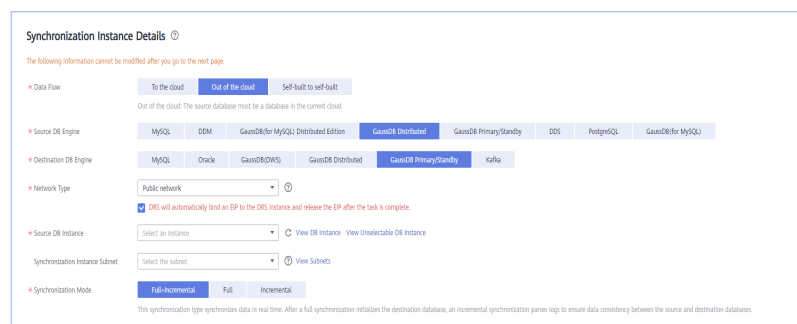 Synchronization Instance Details ?
The following information cannot be modified after you go to the next page.
* Data Flow To the cloud Out of the cloud Self-built to self-built
Out of the cloud: The source database must be a database in the current cloud.
* Source DB Engine MySQL DDM GaussDB(for MySQL) Distributed Edition GaussDB Distributed GaussDB Primary/Standby DDS PostgreSQL GaussDB(for MySQL)
* Destination DB Engine MySQL Oracle GaussDB(DWS) GaussDB Distributed GaussDB Primary/Standby Kafka
* Network Type Public network ?
DRS will automatically bind an EIP to the DRS instance and release the EIP after the task is complete.
* Source DB Instance Select an instance View DB Instance View Unselectable DB Instance
Synchronization Instance Subnet Select the subnet ? View Subnets
* Synchronization Mode Full+Incremental Full Incremental
This synchronization type synchronizes data in real time. After a full synchronization initializes the destination database, an incremental synchronization parses logs to ensure data consistency between the source and destination databases.